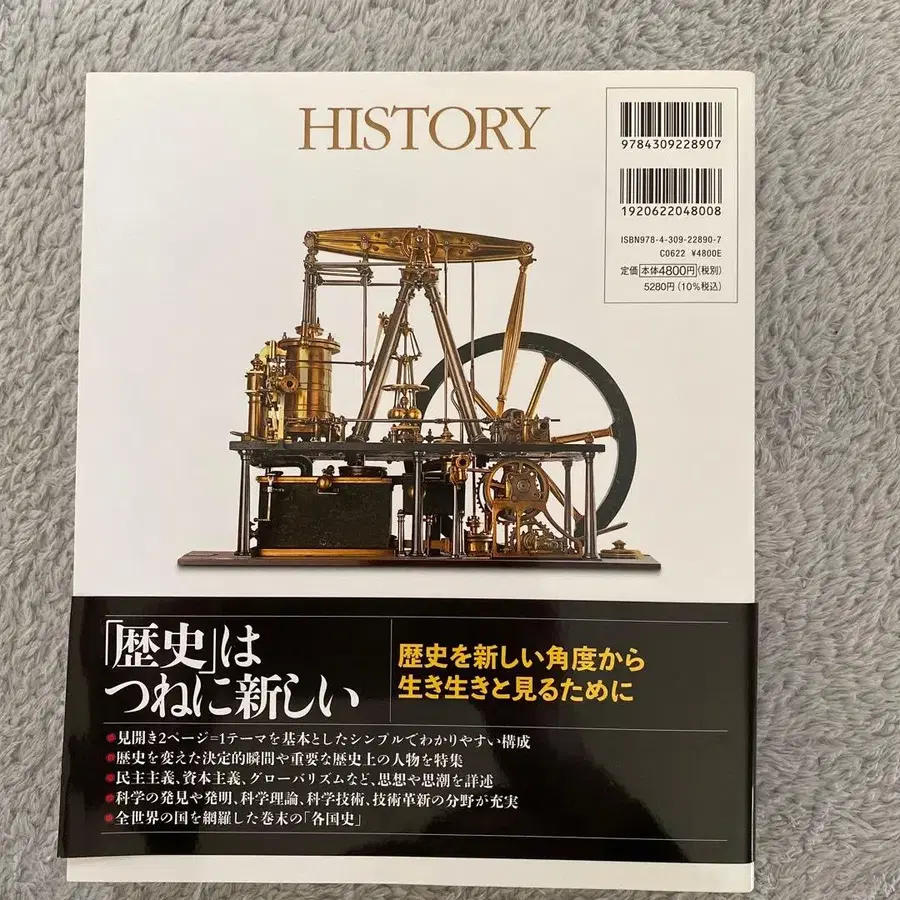 HISTORY
9784309228907
1920622048008
ISBN978-4-309-22890-7
C0622 ¥4800E
定価 本体4800円(税別)
5280円(10%税込)
「歴史」は
つねに新しい
歴史を新しい角度から
生き生きと見るために
●見開き2ページ=1テーマを基本としたシンプルでわかりやすい構成
●歴史を変えた決定的瞬間や重要な歴史上の人物を特集
●民主主義、資本主義、グローバリズムなど、思想や思潮を詳述
●科学の発見や発明、科学理論、科学技術、技術革新の分野が充実
●全世界の国を網羅した巻末の「各国史」